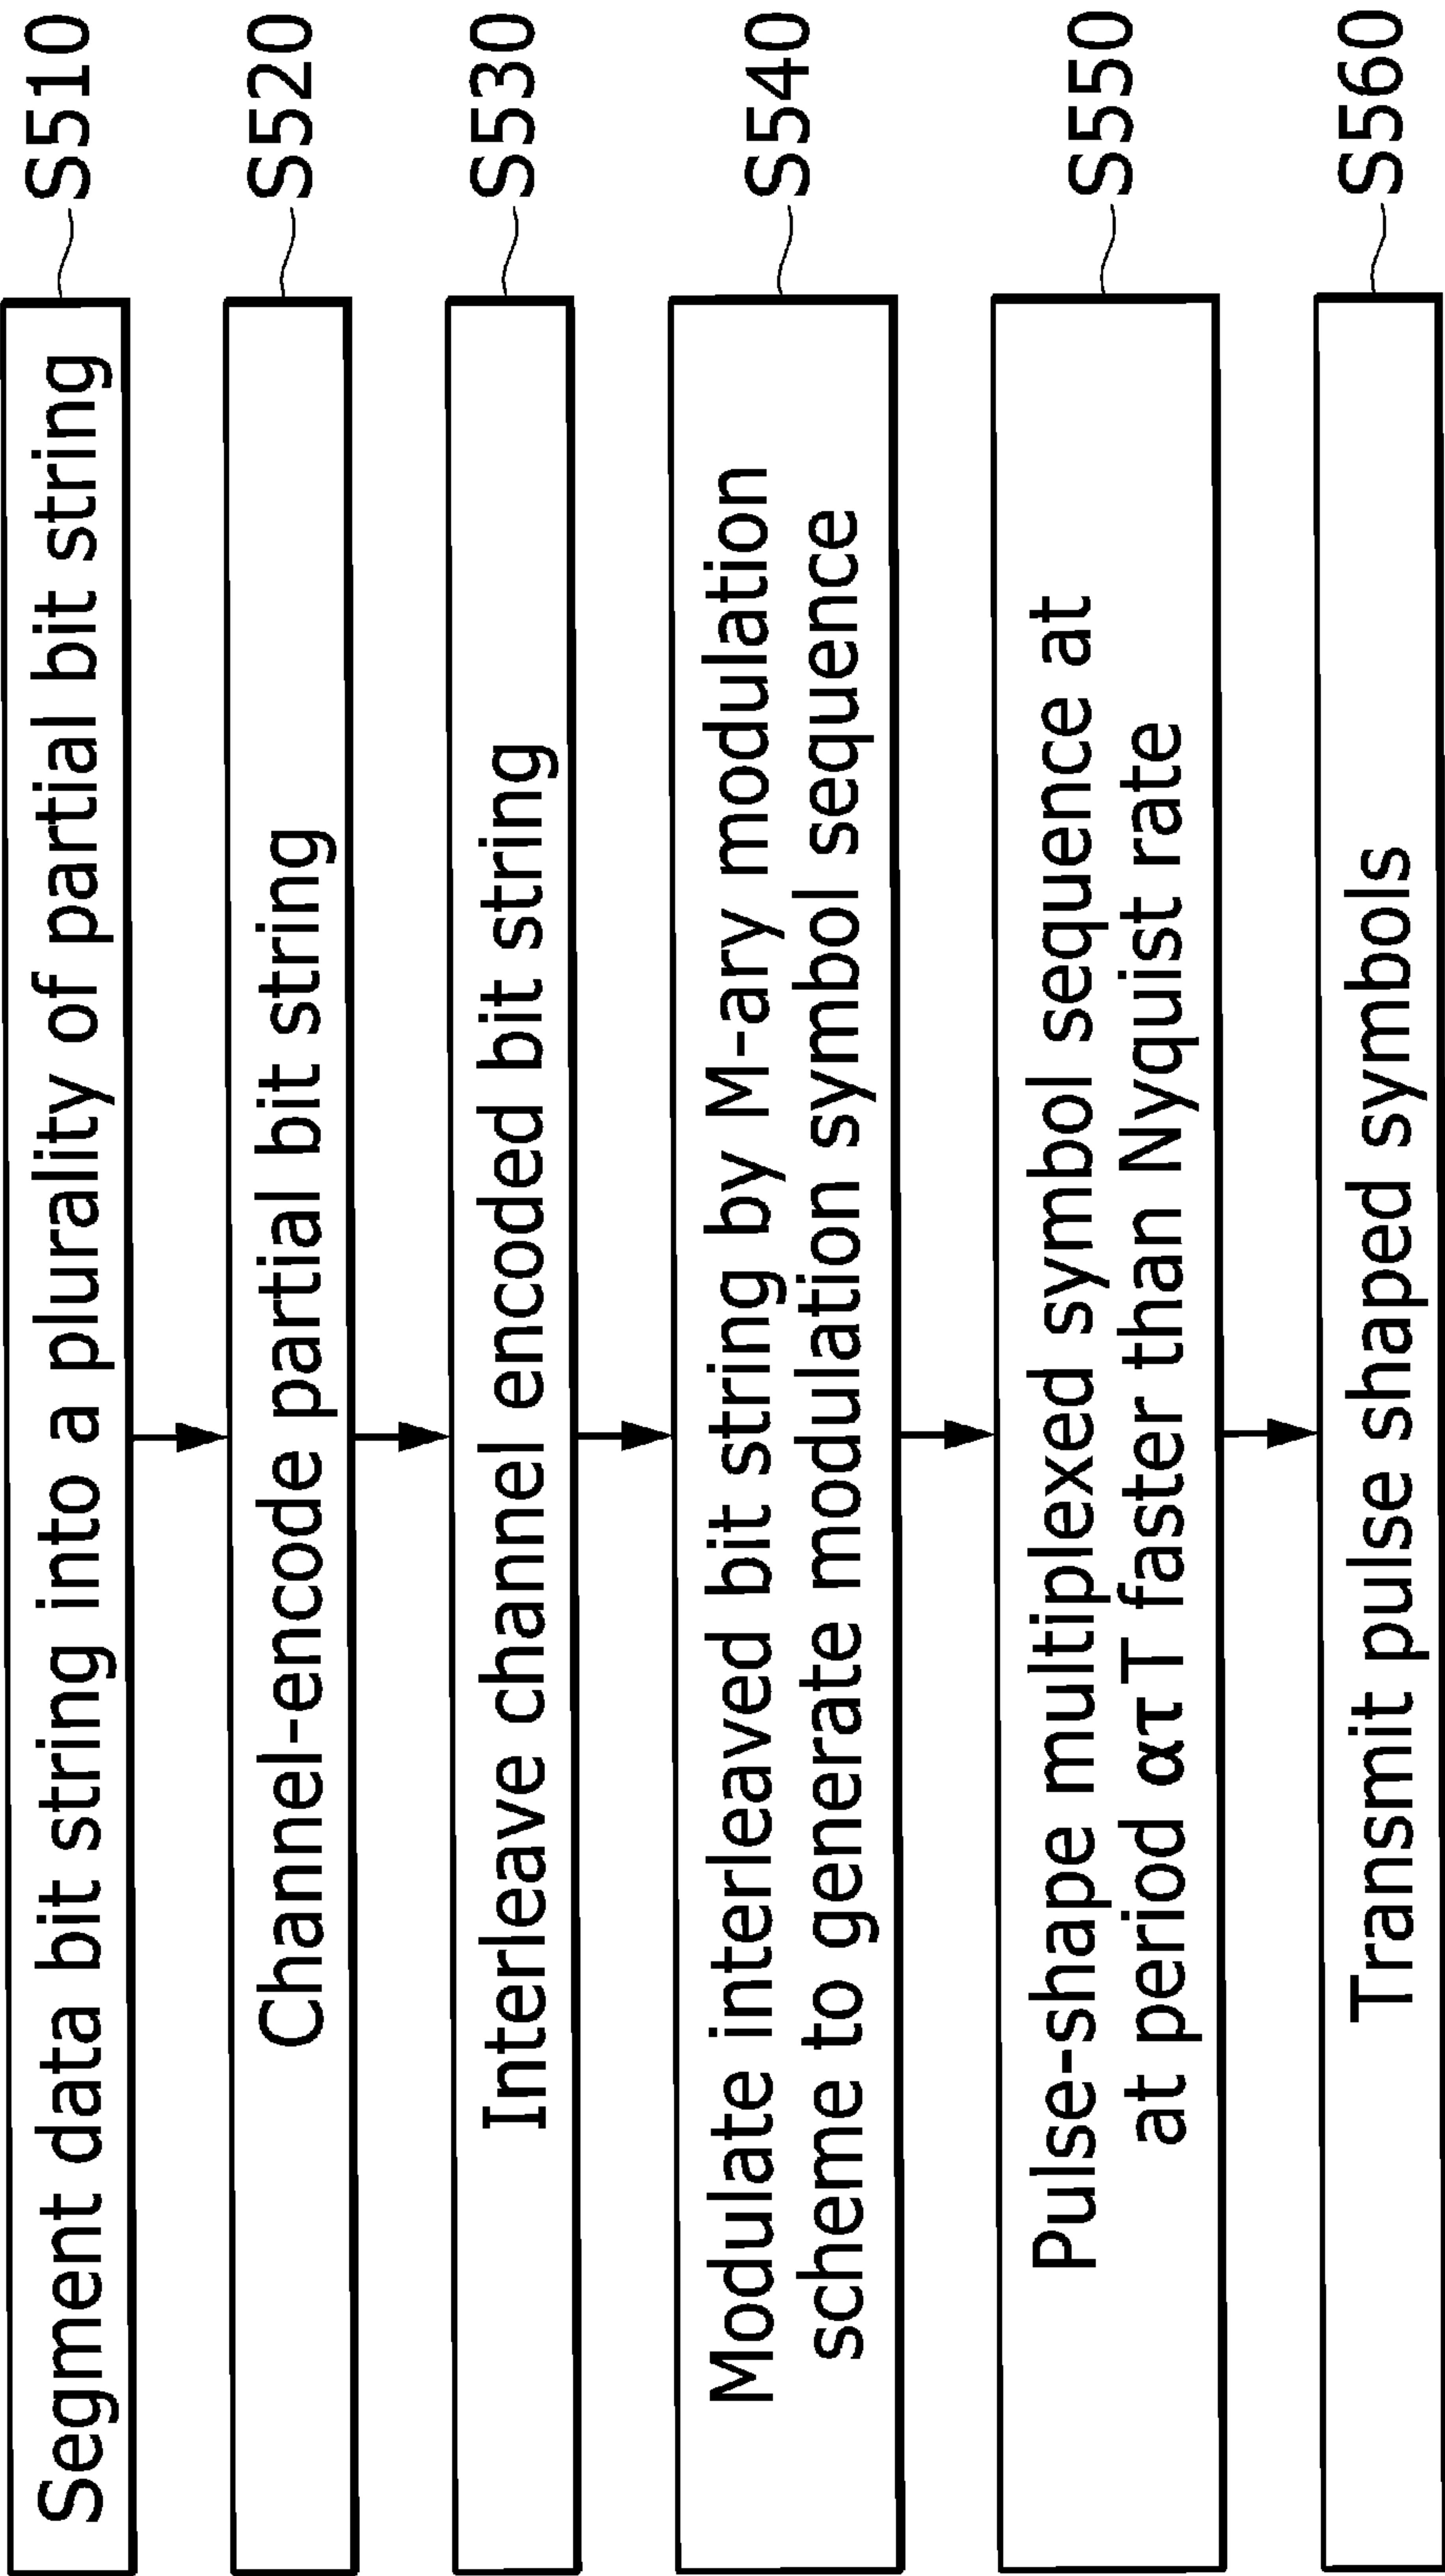 Segment data bit string into a plurality of partial bit string
S510
Channel-encode partial bit string
S520
Interleave channel encoded bit string
S530
Modulate interleaved bit string by M-ary modulation
scheme to generate modulation symbol sequence
S540
Pulse-shape multiplexed symbol sequence at
at period ατT faster than Nyquist rate
S550
Transmit pulse shaped symbols
S560